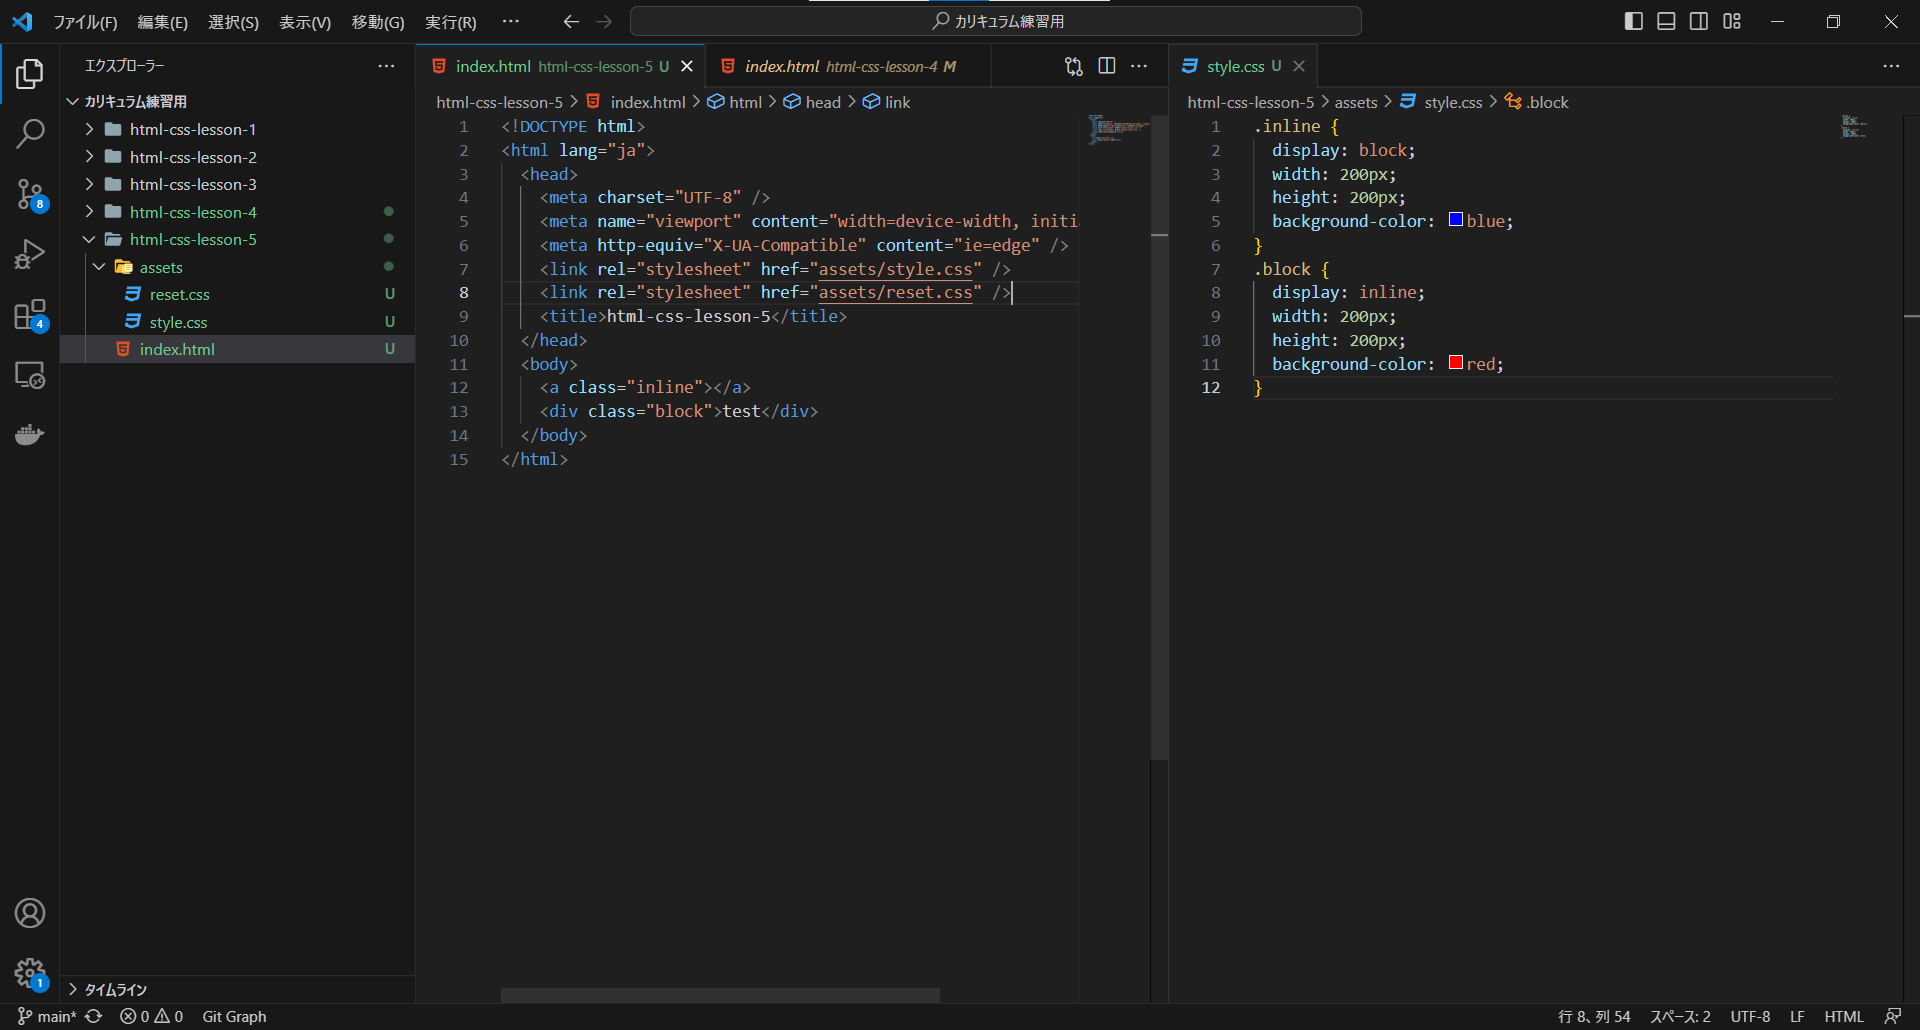 ファイル(F) 編集(E) 選択(S) 表示(V) 移動(G) 実行(R) … カリキュラム練習用
エクスプローラー
カリキュラム練習用
html-css-lesson-1
html-css-lesson-2
html-css-lesson-3
html-css-lesson-4
html-css-lesson-5
assets
reset.css U
style.css U
index.html U
タイムライン
8
4
1
index.html html-css-lesson-5 U
index.html html-css-lesson-4 M
html-css-lesson-5 > index.html > html > head > link
1 <!DOCTYPE html>
2 <html lang="ja">
3 <head>
4 <meta charset="UTF-8" />
5 <meta name="viewport" content="width=device-width, initi
6 <meta http-equiv="X-UA-Compatible" content="ie=edge" />
7 <link rel="stylesheet" href="assets/style.css" />
8 <link rel="stylesheet" href="assets/reset.css" />
9 <title>html-css-lesson-5</title>
10 </head>
11 <body>
12 <a class="inline"></a>
13 <div class="block">test</div>
14 </body>
15 </html>
style.css U
html-css-lesson-5 > assets > style.css > .block
1 .inline {
2 display: block;
3 width: 200px;
4 height: 200px;
5 background-color: blue;
6 }
7 .block {
8 display: inline;
9 width: 200px;
10 height: 200px;
11 background-color: red;
12 }
main* 0 0 Git Graph
行 8、列 54 スペース: 2 UTF-8 LF HTML